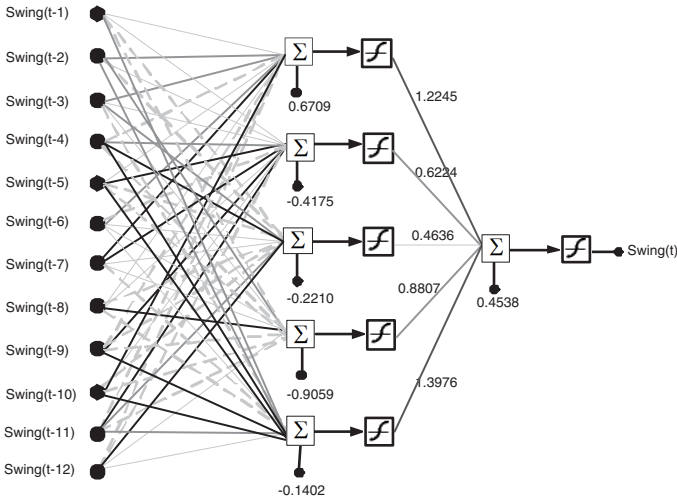 Swing(t-1)
Swing(t-2)
Swing(t-3)
Swing(t-4)
Swing(t-5)
Swing(t-6)
Swing(t-7)
Swing(t-8)
Swing(t-9)
Swing(t-10)
Swing(t-11)
Swing(t-12)
Σ
0.6709
Σ
-0.4175
Σ
-0.2210
Σ
-0.9059
Σ
-0.1402
1.2245
0.6224
0.4636
0.8807
1.3976
Σ
0.4538
Swing(t)